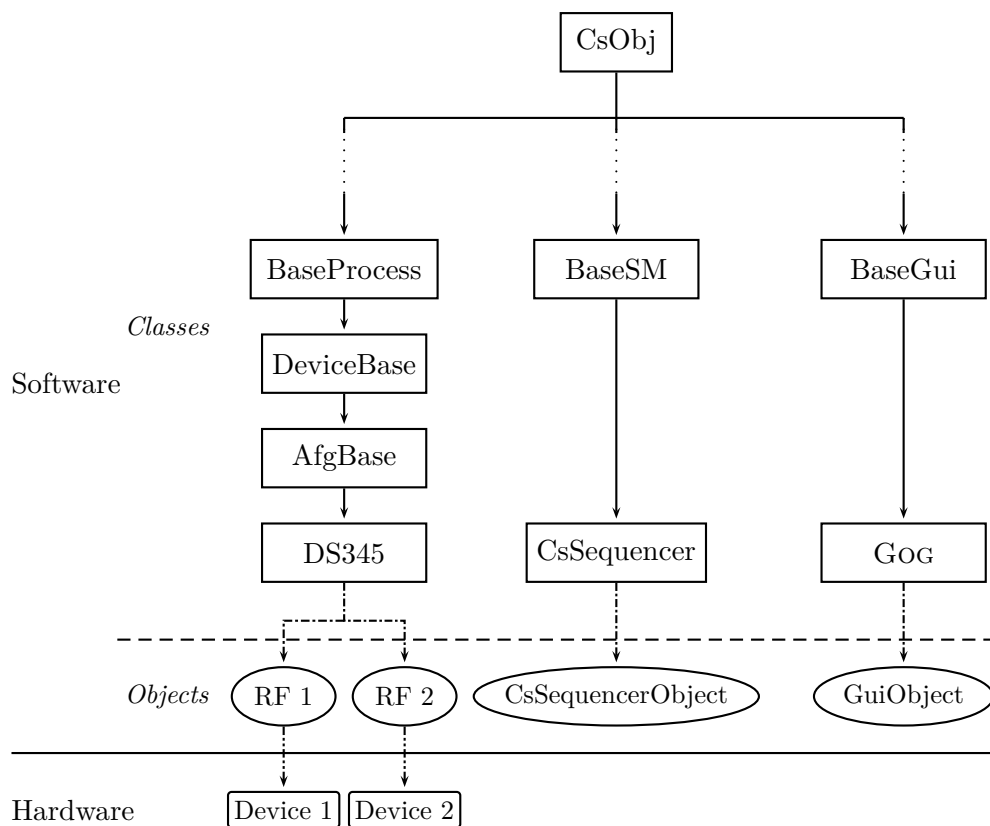 CsObj
BaseProcess BaseSM BaseGui
Classes
DeviceBase
Software
AfgBase
DS345 CsSequencer GOG
Objects RF 1 RF 2 CsSequencerObject GuiObject
Hardware Device 1 Device 2